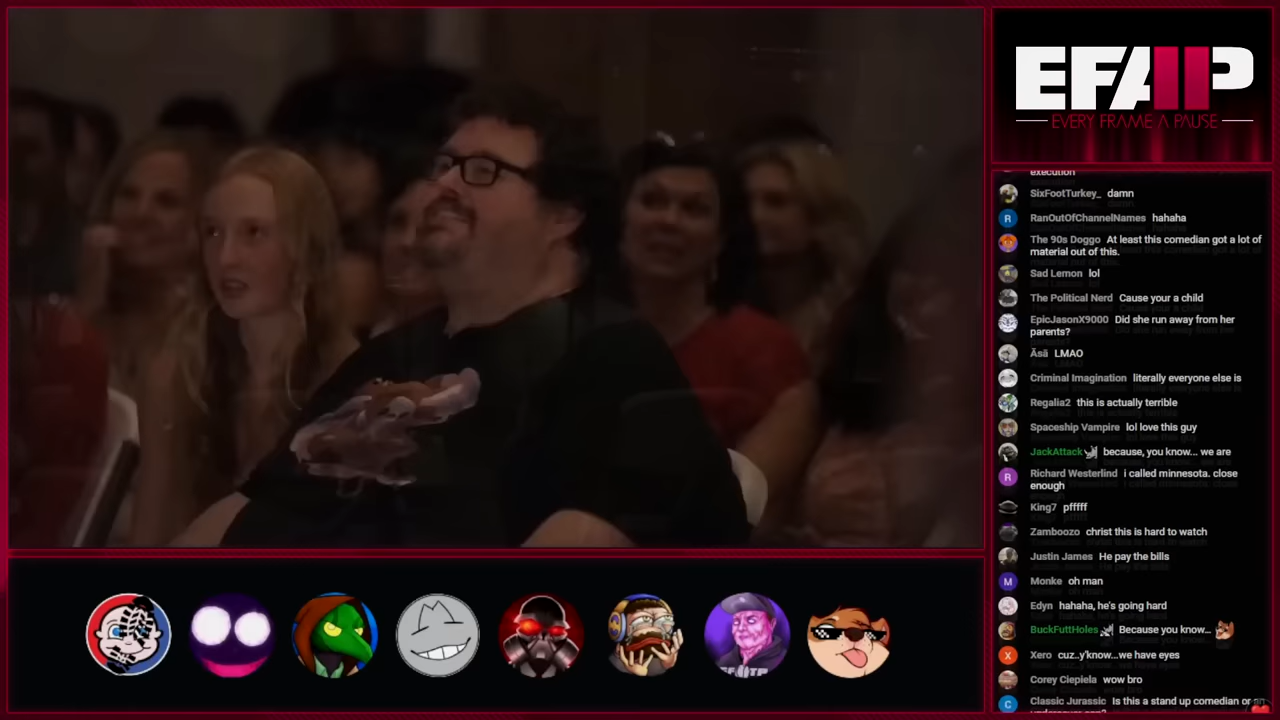 EFAP
EVERY FRAME A PAUSE
execution
SixFootTurkey_ damn
R RanOutOfChannelNames hahaha
The 90s Doggo At least this comedian got a lot of
material out of this.
Sad Lemon lol
The Political Nerd Cause your a child
EpicJasonX9000 Did she run away from her
parents?
Äsä LMAO
Criminal Imagination literally everyone else is
Regalia2 this is actually terrible
Spaceship Vampire lol love this guy
JackAttack because, you know... we are
R Richard Westerlind i called minnesota. close
enough
King7 pfffff
Zamboozo christ this is hard to watch
Justin James He pay the bills
M Monke oh man
Edyn hahaha, he's going hard
BuckFuttHoles Because you know...
X Xero cuz..y'know...we have eyes
Corey Ciepiela wow bro
C Classic Jurassic Is this a stand up comedian or
EFAP